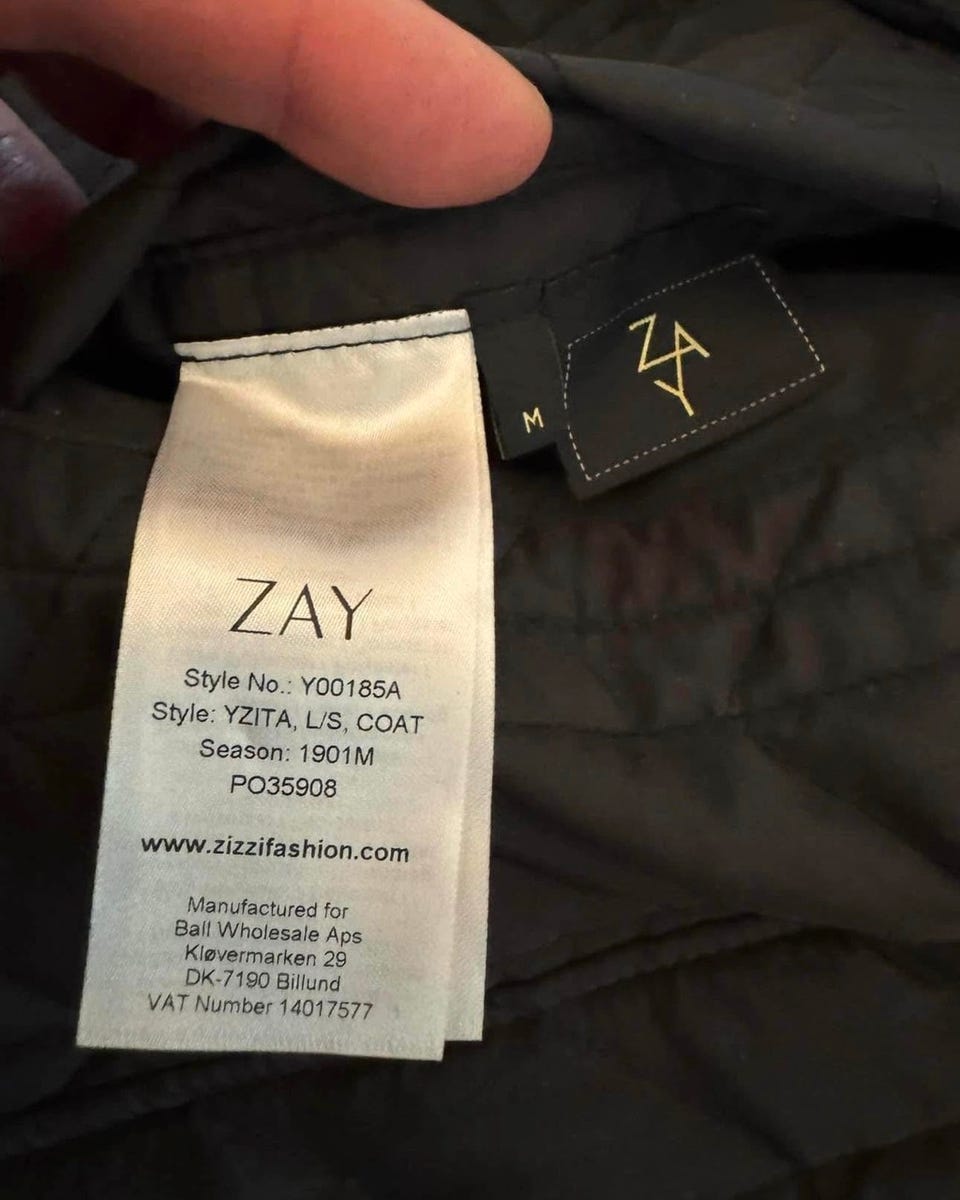 ZAY
M
ZAY
Style No.: Y00185A
Style: YZITA, L/S, COAT
Season: 1901M
PO35908
www.zizzifashion.com
Manufactured for
Ball Wholesale Aps
Kløvermarken 29
DK-7190 Billund
VAT Number 14017577